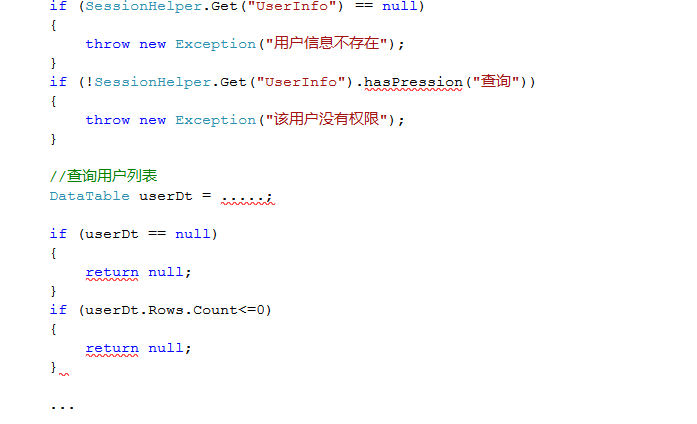 if (SessionHelper.Get("UserInfo") == null)
{
throw new Exception("用户信息不存在");
}
if (!SessionHelper.Get("UserInfo").hasPression("查询"))
{
throw new Exception("该用户没有权限");
}
//查询用户列表
DataTable userDt = .....;
if (userDt == null)
{
return null;
}
if (userDt.Rows.Count<=0)
{
return null;
}
...